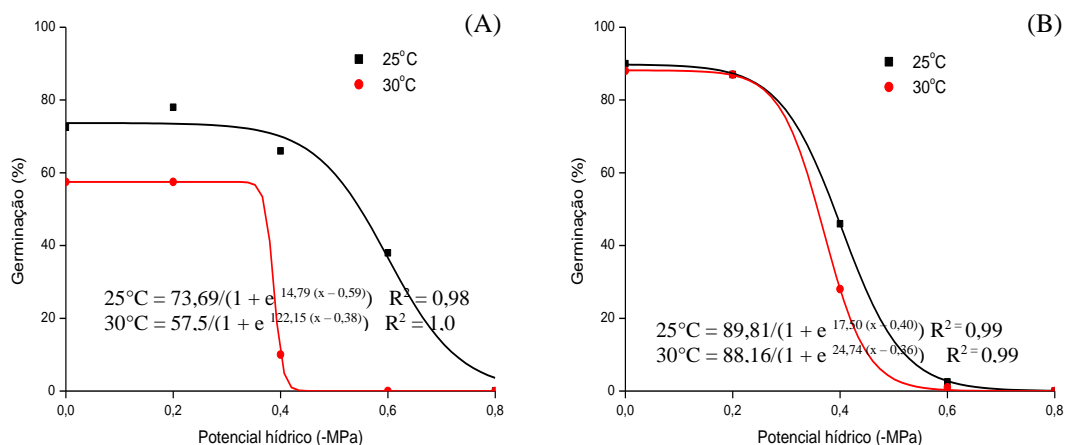 (A)
100
80
60
40
20
0
Germinação (%)
25°C
30°C
25°C = 73,69/(1 + e 14,79 (x – 0,59)) R2 = 0,98
30°C = 57,5/(1 + e 122,15 (x – 0,38)) R2 = 1,0
0,0 0,2 0,4 0,6 0,8
Potencial hídrico (-MPa)
(B)
100
80
60
40
20
0
Germinação (%)
25°C
30°C
25°C = 89,81/(1 + e 17,50 (x – 0,40)) R2 = 0,99
30°C = 88,16/(1 + e 24,74 (x – 0,36)) R2 = 0,99
0,0 0,2 0,4 0,6 0,8
Potencial hídrico (-MPa)